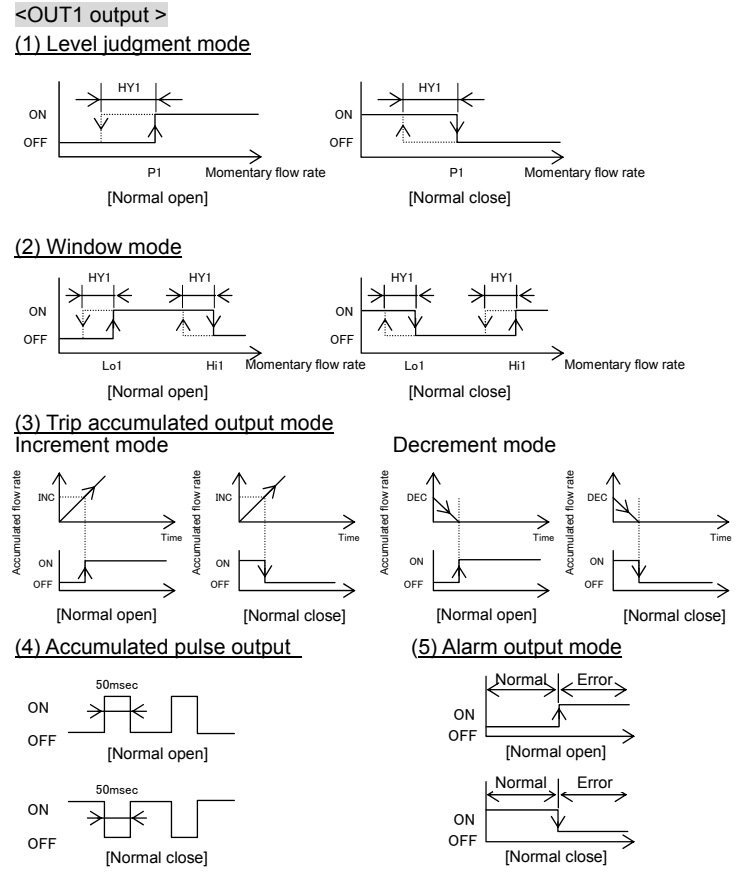 <OUT1 output >
(1) Level judgment mode
HY1
ON
OFF
P1 Momentary flow rate
[Normal open]
HY1
ON
OFF
P1 Momentary flow rate
[Normal close]
(2) Window mode
HY1 HY1
ON
OFF
Lo1 Hi1 Momentary flow rate
[Normal open]
HY1 HY1
ON
OFF
Lo1 Hi1 Momentary flow rate
[Normal close]
(3) Trip accumulated output mode
Increment mode
Accumulated flow rate
INC
Time
ON
OFF
[Normal open]
Accumulated flow rate
INC
Time
ON
OFF
[Normal close]
Decrement mode
Accumulated flow rate
DEC
Time
ON
OFF
[Normal open]
Accumulated flow rate
DEC
Time
ON
OFF
[Normal close]
(4) Accumulated pulse output
50msec
ON
OFF
[Normal open]
50msec
ON
OFF
[Normal close]
(5) Alarm output mode
Normal Error
ON
OFF
[Normal open]
Normal Error
ON
OFF
[Normal close]